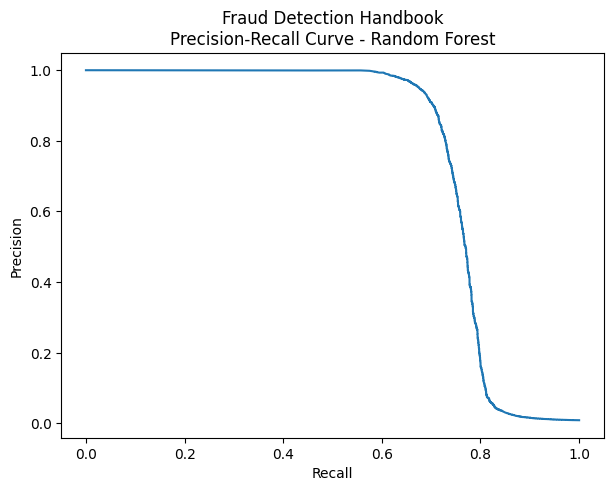 Fraud Detection Handbook
Precision-Recall Curve - Random Forest
1.0
0.8
0.6
0.4
0.2
0.0
Precision
0.0 0.2 0.4 0.6 0.8 1.0
Recall